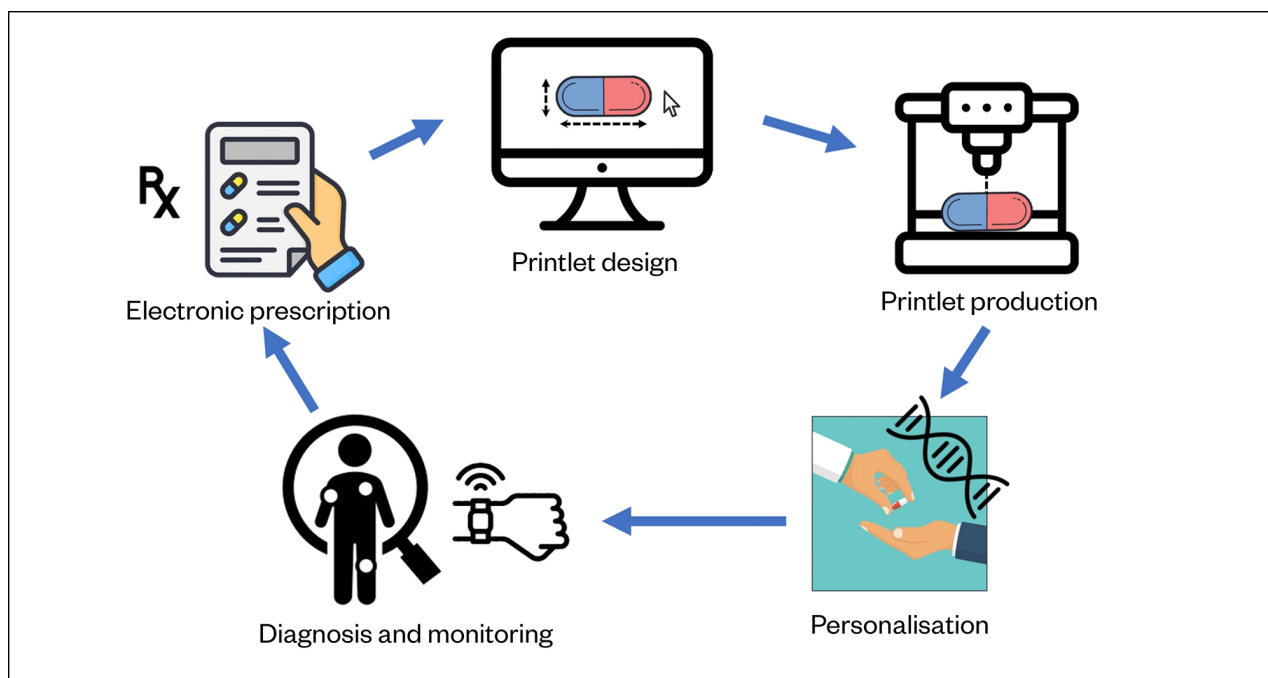 Rx
Electronic prescription
Printlet design
Printlet production
Personalisation
Diagnosis and monitoring